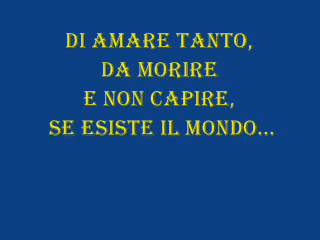 DI AMARE TANTO,
DA MORIRE
E NON CAPIRE,
SE ESISTE IL MONDO...